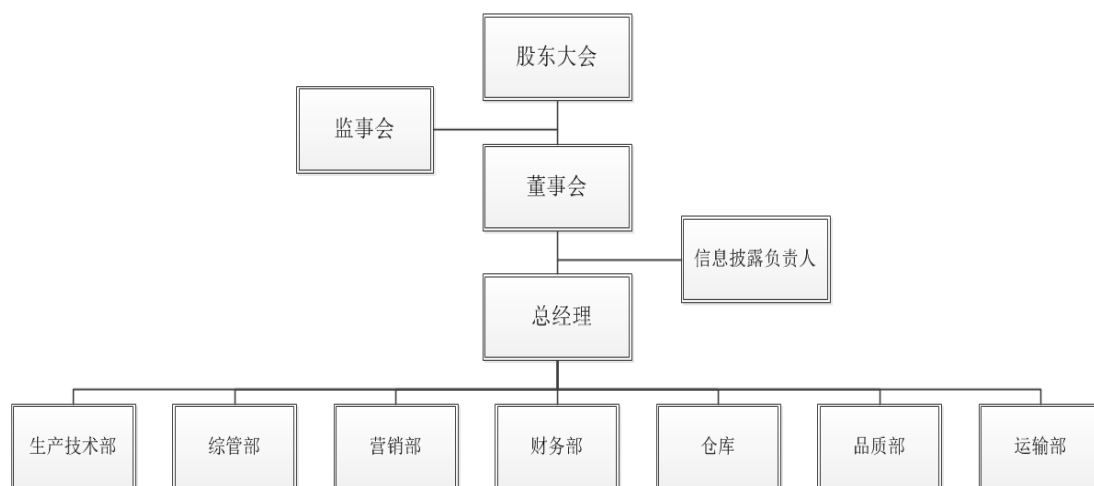 股东大会
监事会
董事会
信息披露负责人
总经理
生产技术部
综管部
营销部
财务部
仓库
品质部
运输部